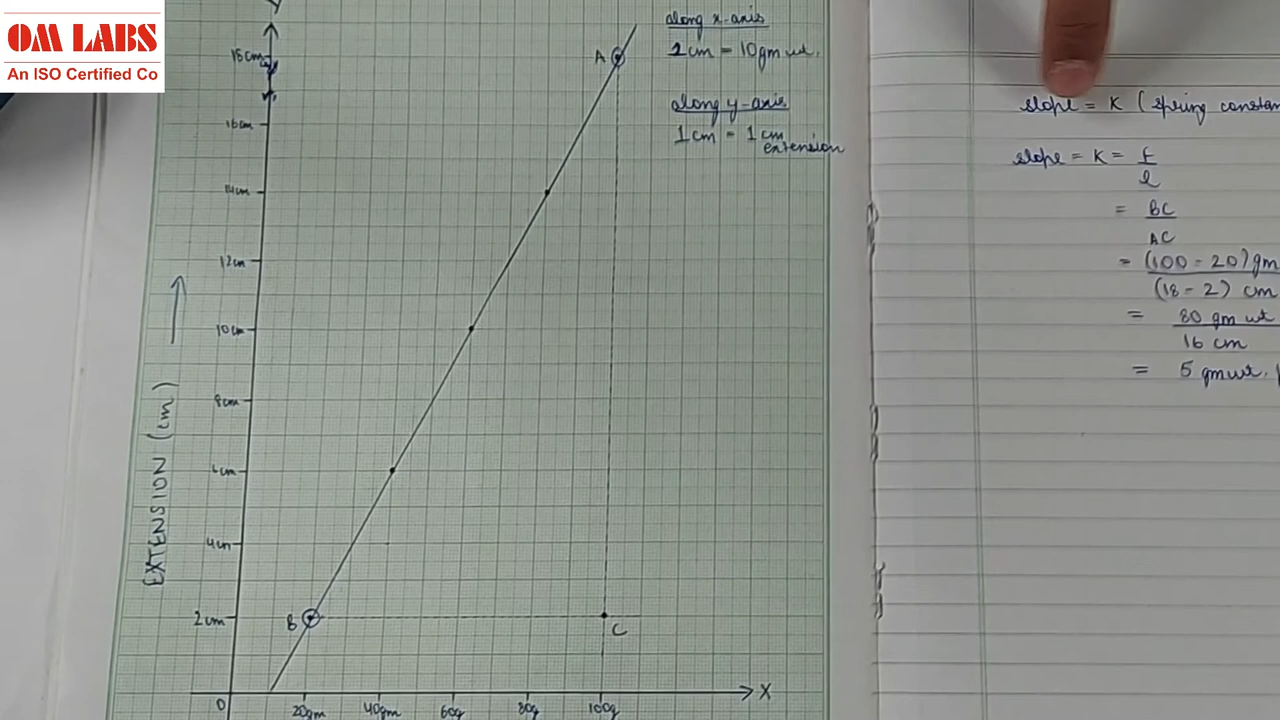 OM LABS
An ISO Certified Co
along x-axis
1cm = 10gm wt.
along y-axis
1cm = 1cm
extension
18cm
16cm
14cm
12cm
10cm
8cm
6cm
4cm
2cm
EXTENSION (cm)
A
B
C
0
20gm 40gm 60g 80g 100g
X
slope = K (spring constan
slope = K = F
l
= BC
AC
= (100 - 20) gm
(18 - 2) cm
= 80 gm wt
16 cm
= 5 gmwt.